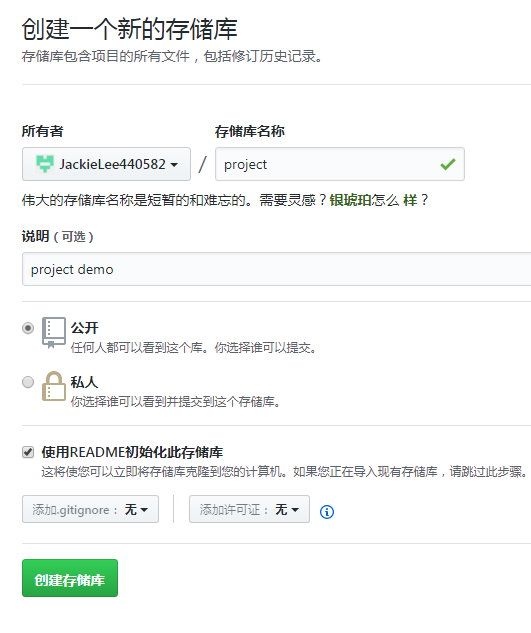 创建一个新的存储库
存储库包含项目的所有文件，包括修订历史记录。
所有者 存储库名称
JackieLee440582 / project
伟大的存储库名称是短暂的和难忘的。需要灵感？银琥珀怎么 样？
说明（可选）
project demo
公开
任何人都可以看到这个库。你选择谁可以提交。
私人
你选择谁可以看到并提交到这个存储库。
使用README初始化此存储库
这将使您可以立即将存储库克隆到您的计算机。如果您正在导入现有存储库，请跳过此步骤。
添加.gitignore：无 添加许可证：无
创建存储库